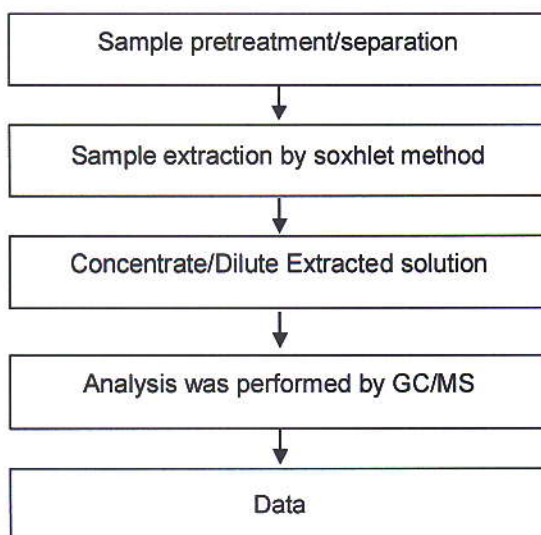 Sample pretreatment/separation
Sample extraction by soxhlet method
Concentrate/Dilute Extracted solution
Analysis was performed by GC/MS
Data